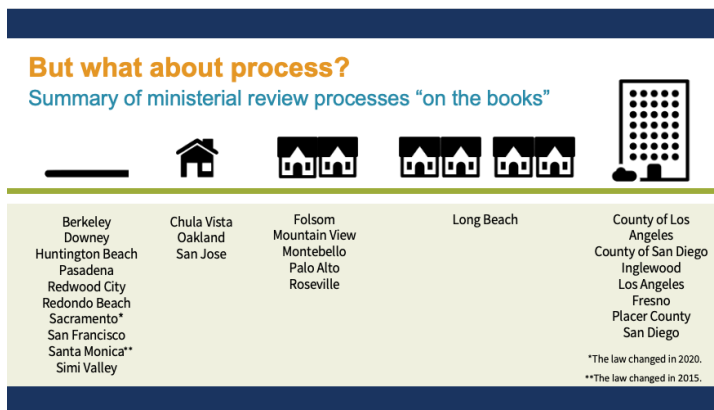 But what about process?
Summary of ministerial review processes “on the books”
Berkeley
Downey
Huntington Beach
Pasadena
Redwood City
Redondo Beach
Sacramento*
San Francisco
Santa Monica**
Simi Valley
Chula Vista
Oakland
San Jose
Folsom
Mountain View
Montebello
Palo Alto
Roseville
Long Beach
County of Los
Angeles
County of San Diego
Inglewood
Los Angeles
Fresno
Placer County
San Diego
*The law changed in 2020.
**The law changed in 2015.